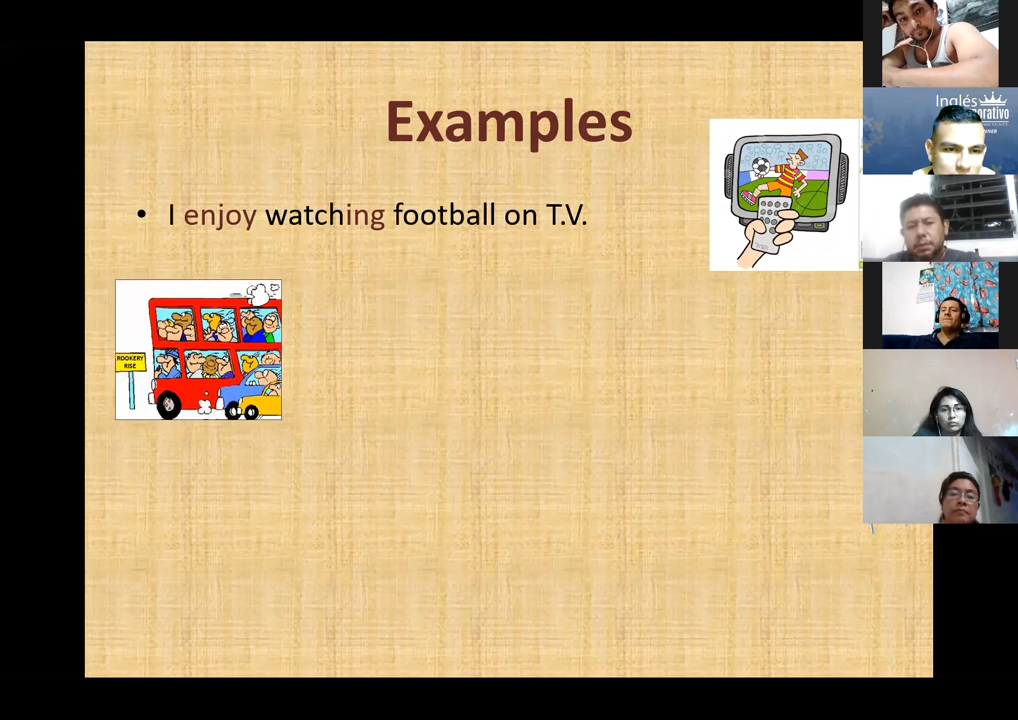 Examples
• I enjoy watching football on T.V.
ROOKERY
RISE
Inglés